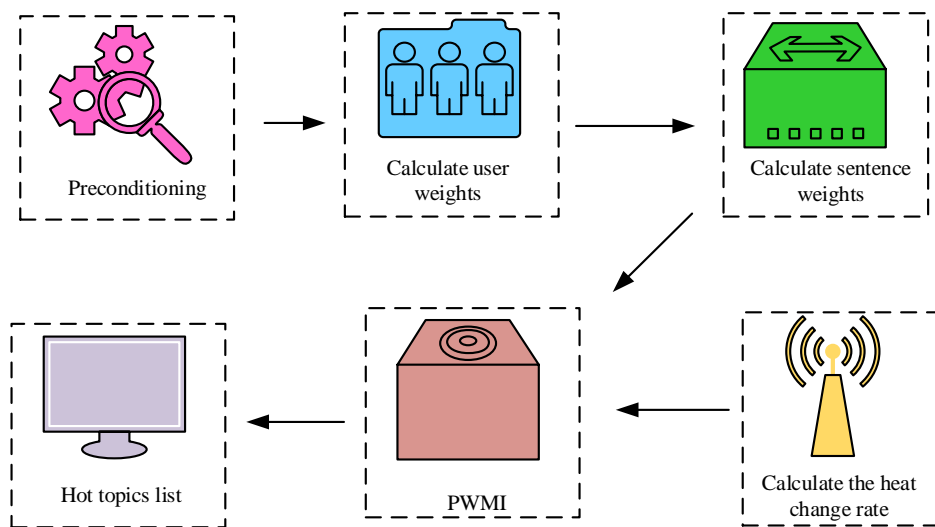 Preconditioning
Calculate user
weights
Calculate sentence
weights
Hot topics list
PWMI
Calculate the heat
change rate